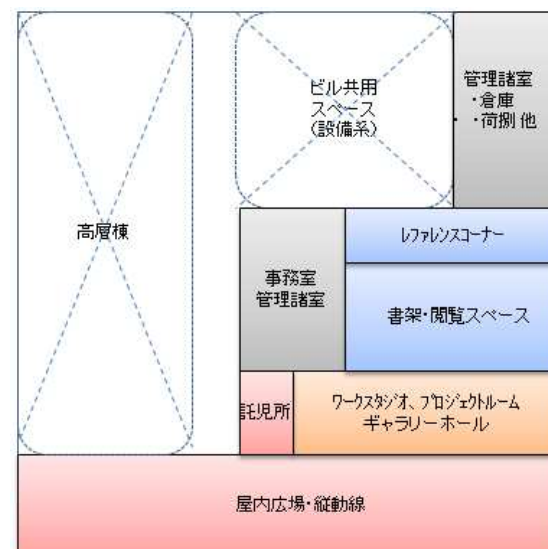 ビル共用
スペース
(設備系)
管理諸室
・倉庫
・荷捌 他
高層棟
レファレンスコーナー
事務室
管理諸室
書架・閲覧スペース
託児所
ワークスタジオ、プロジェクトルーム
ギャラリーホール
屋内広場・縦動線